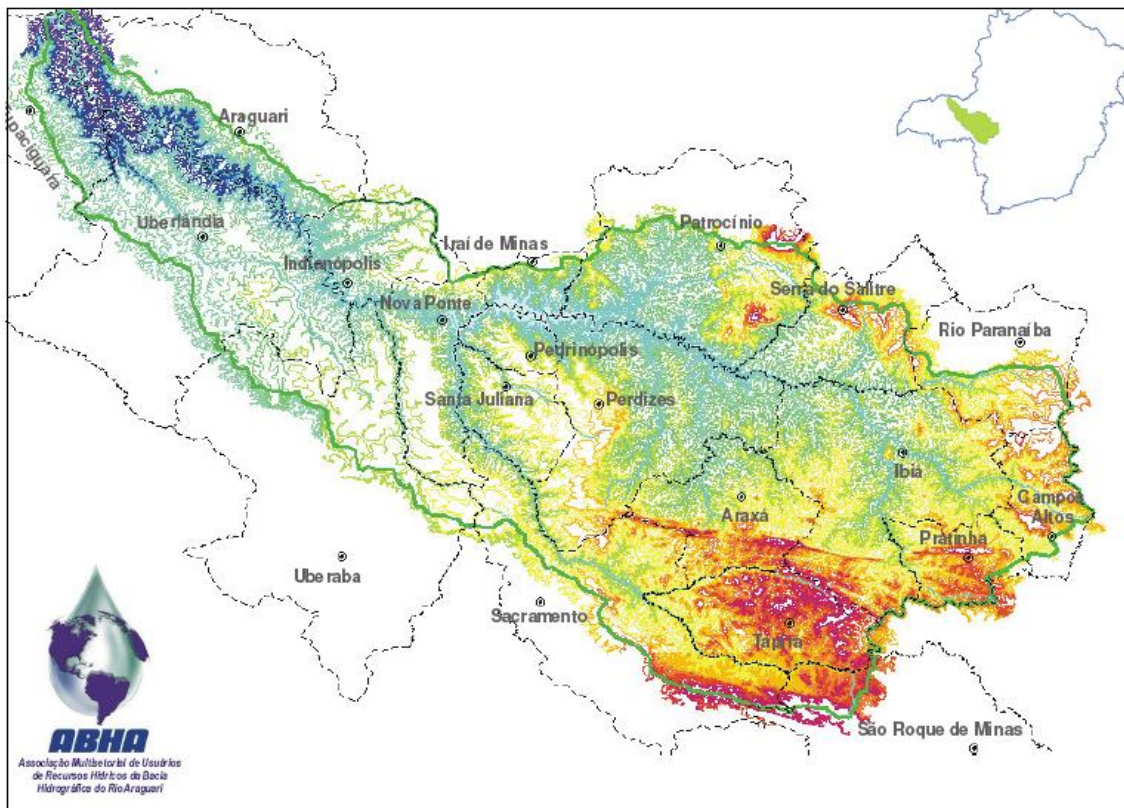 Araguari
Tupaciguara
Uberlândia
Patrocínio
Iraí de Minas
Indianópolis
Serra do Salitre
Nova Ponte
Rio Paranaíba
Pedrinópolis
Santa Juliana
Perdizes
Ibiá
Araxá
Campos
Altos
Pratinha
Uberaba
Sacramento
Tapira
São Roque de Minas
ABHA
Associação Multisetorial de Usuários
de Recursos Hídricos da Bacia
Hidrográfica do Rio Araguari